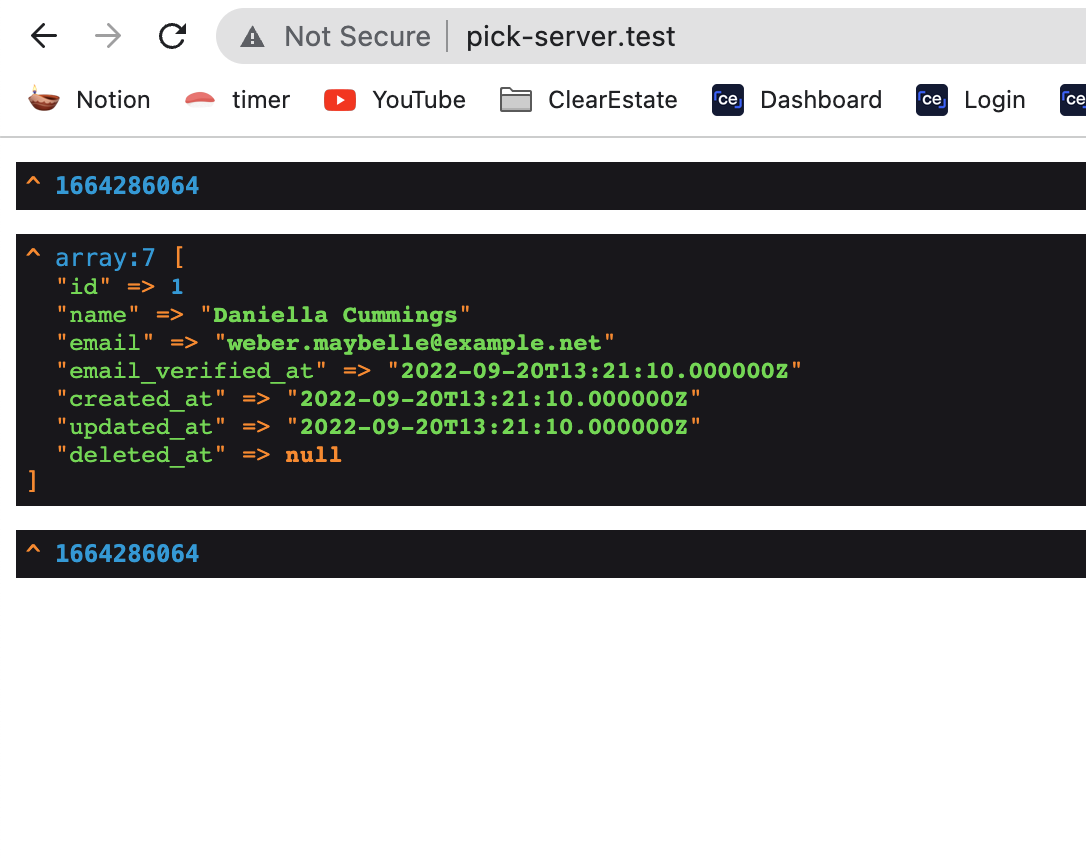 Not Secure | pick-server.test
Notion timer YouTube ClearEstate ce Dashboard ce Login ce
^ 1664286064
^ array:7 [
"id" => 1
"name" => "Daniella Cummings"
"email" => "weber.maybelle@example.net"
"email_verified_at" => "2022-09-20T13:21:10.000000Z"
"created_at" => "2022-09-20T13:21:10.000000Z"
"updated_at" => "2022-09-20T13:21:10.000000Z"
"deleted_at" => null
]
^ 1664286064